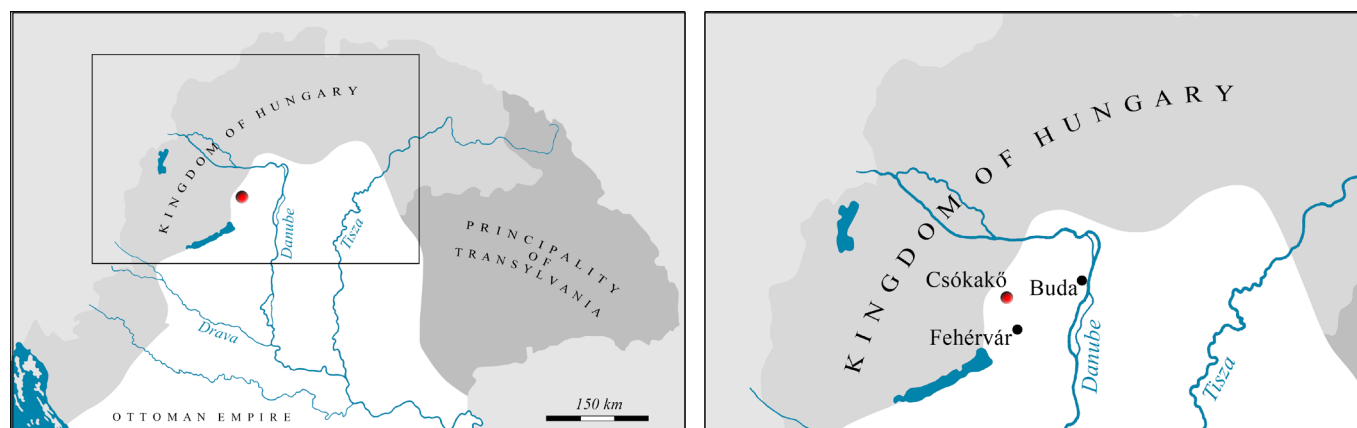 KINGDOM OF HUNGARY
Danube
Tisza
PRINCIPALITY
OF
TRANSYLVANIA
Drava
OTTOMAN EMPIRE
150 km
KINGDOM OF HUNGARY
Csókakő
Buda
Fehérvár
Danube
Tisza